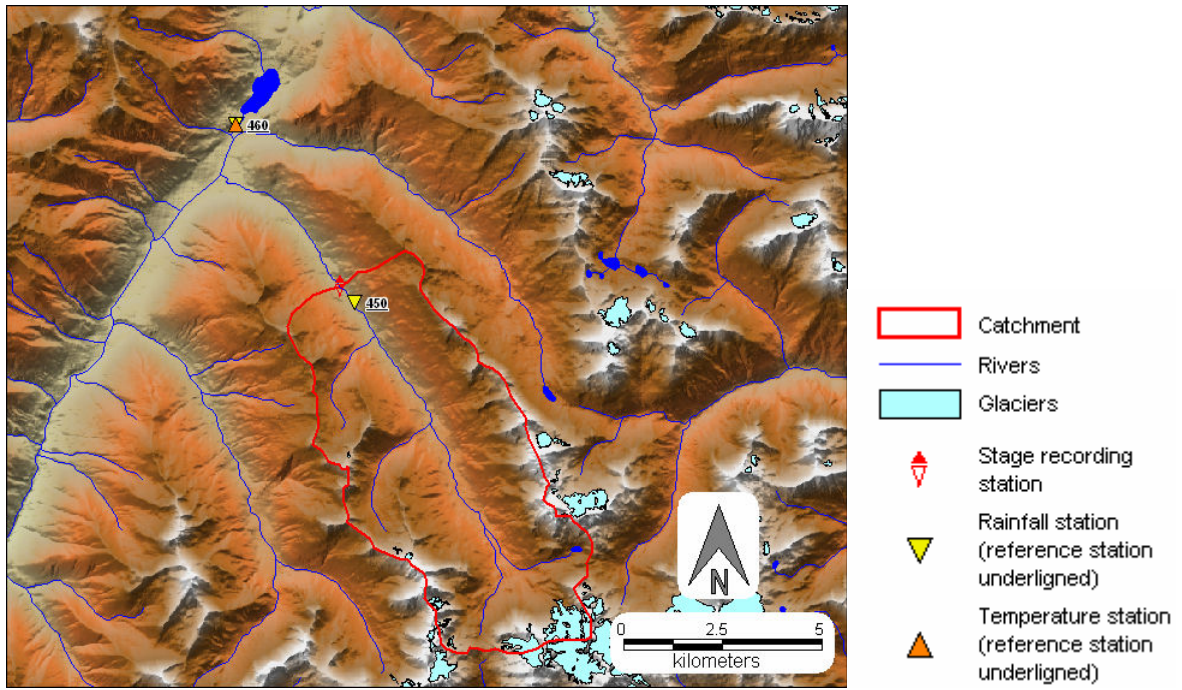 460
450
N
0 2.5 5
kilometers
Catchment
Rivers
Glaciers
Stage recording
station
Rainfall station
(reference station
underligned)
Temperature station
(reference station
underligned)